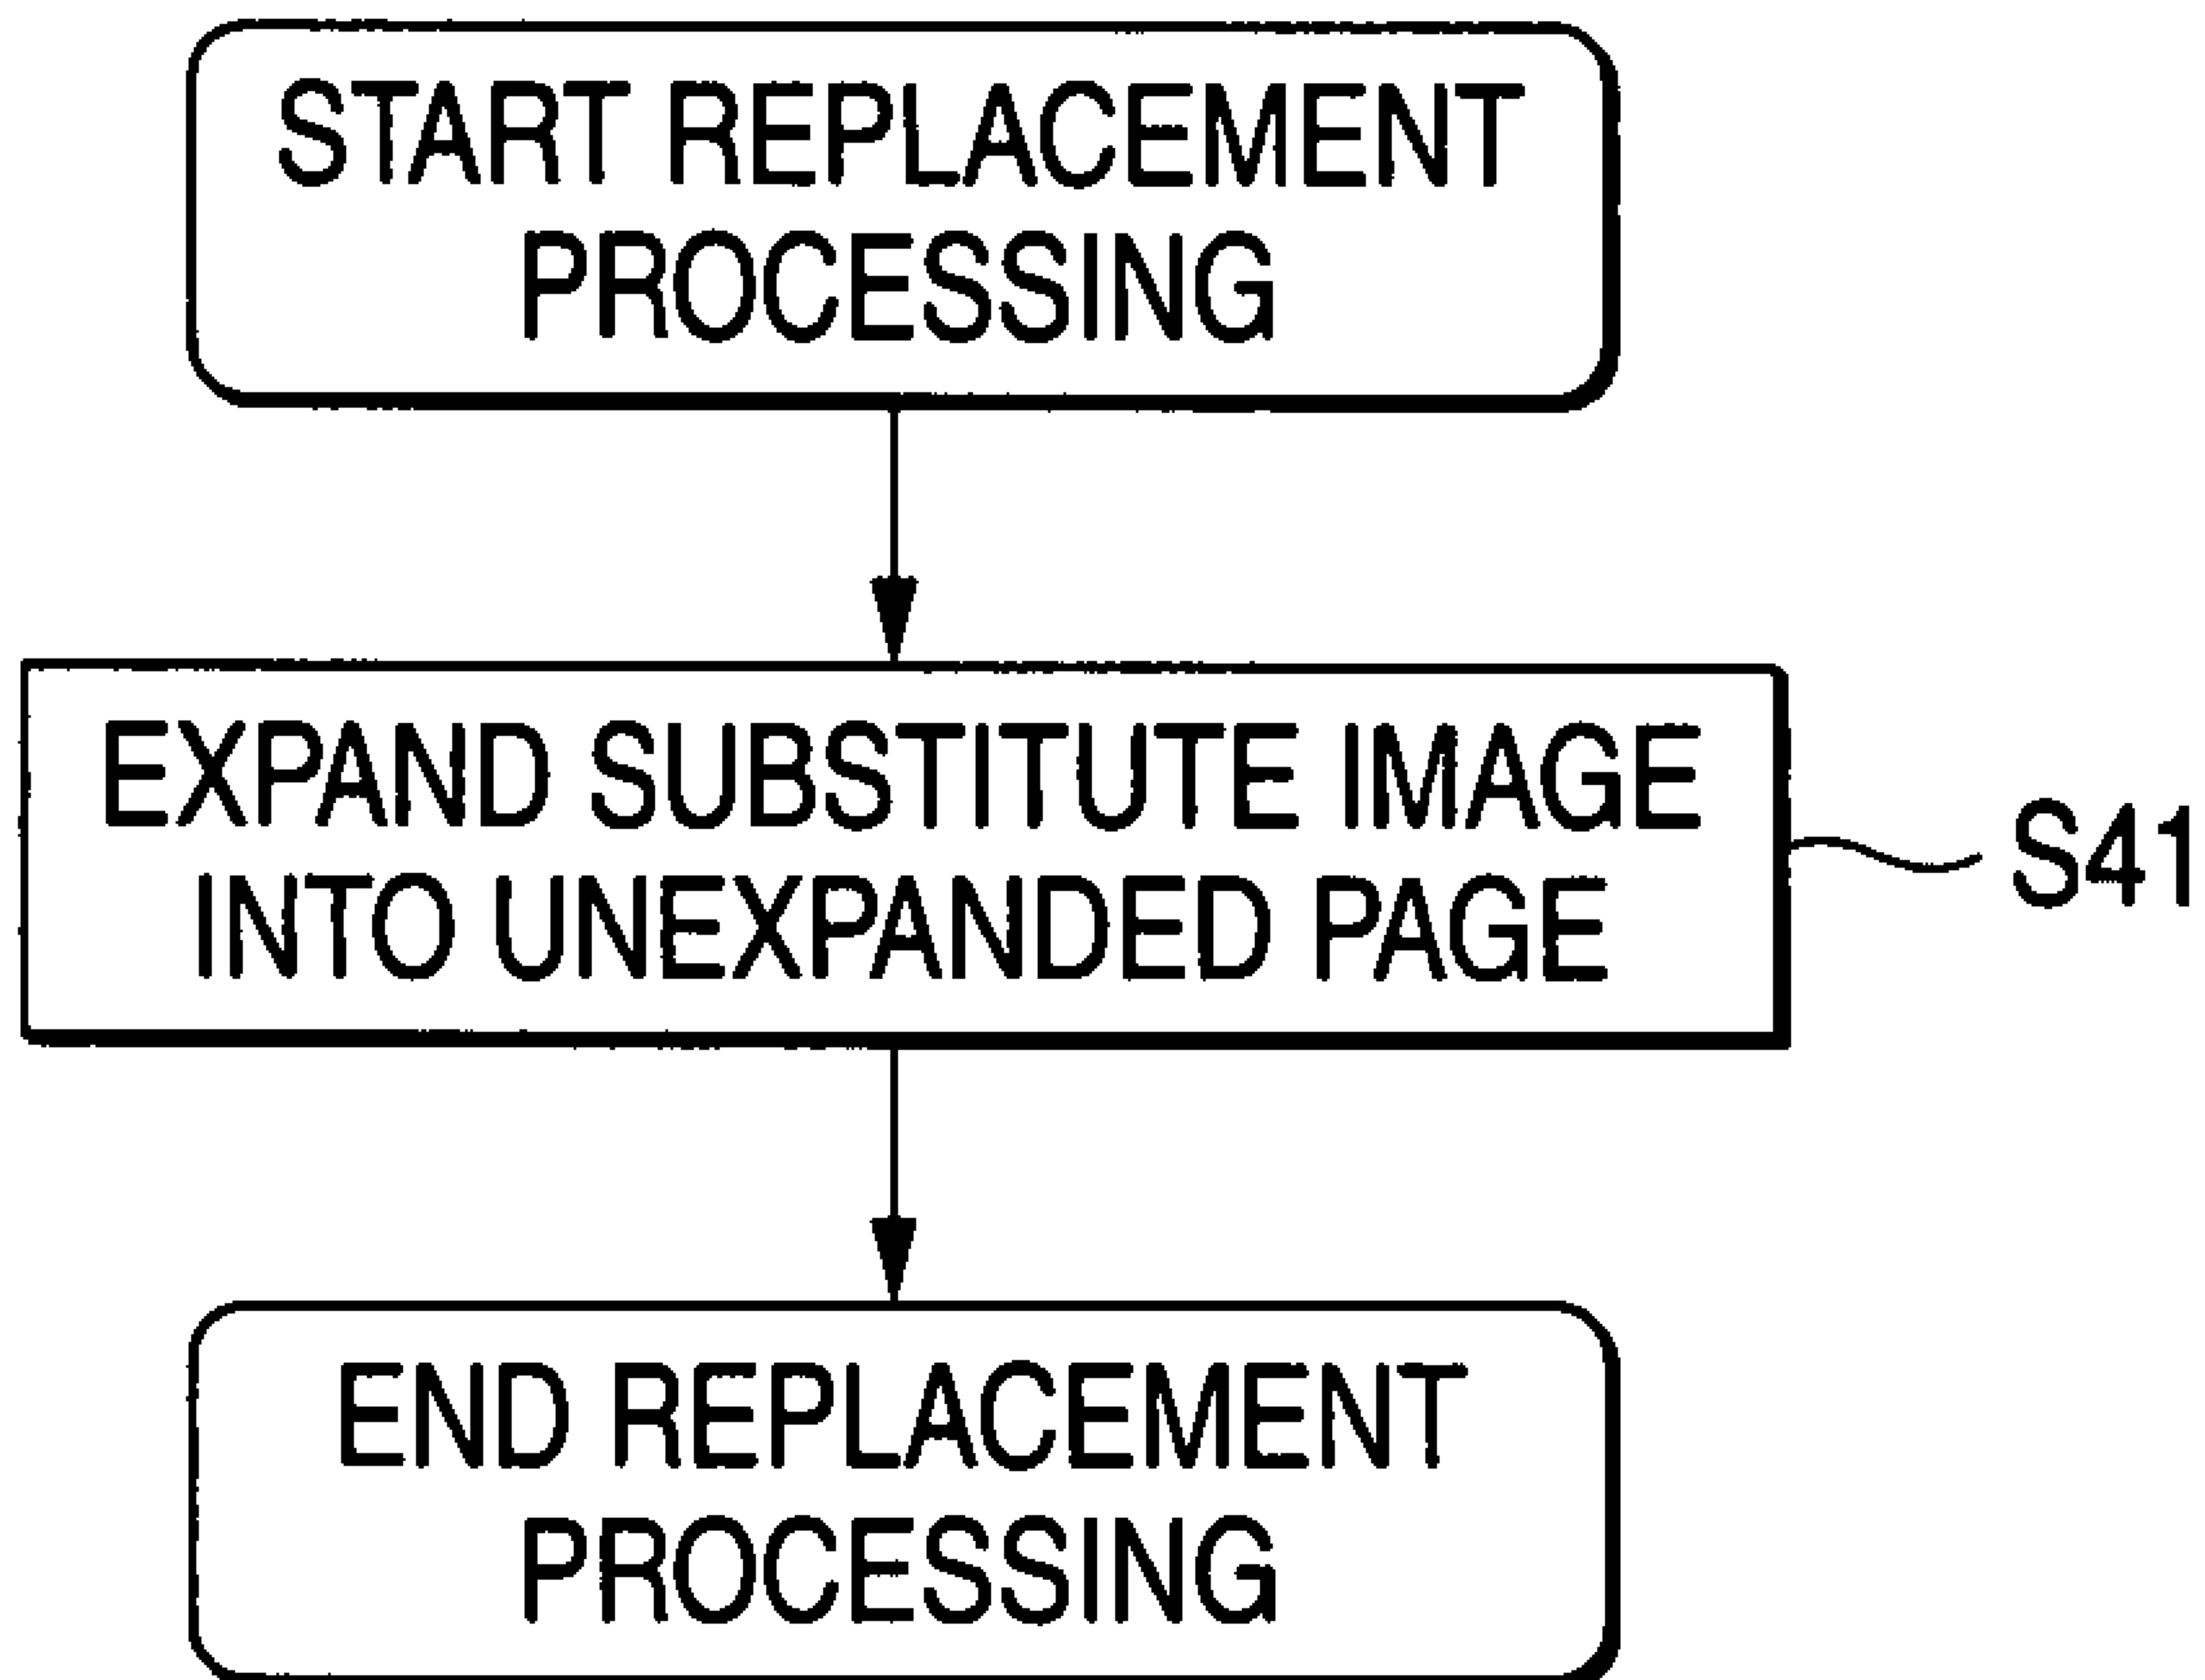 START REPLACEMENT
PROCESSING
EXPAND SUBSTITUTE IMAGE
INTO UNEXPANDED PAGE
S41
END REPLACEMENT
PROCESSING